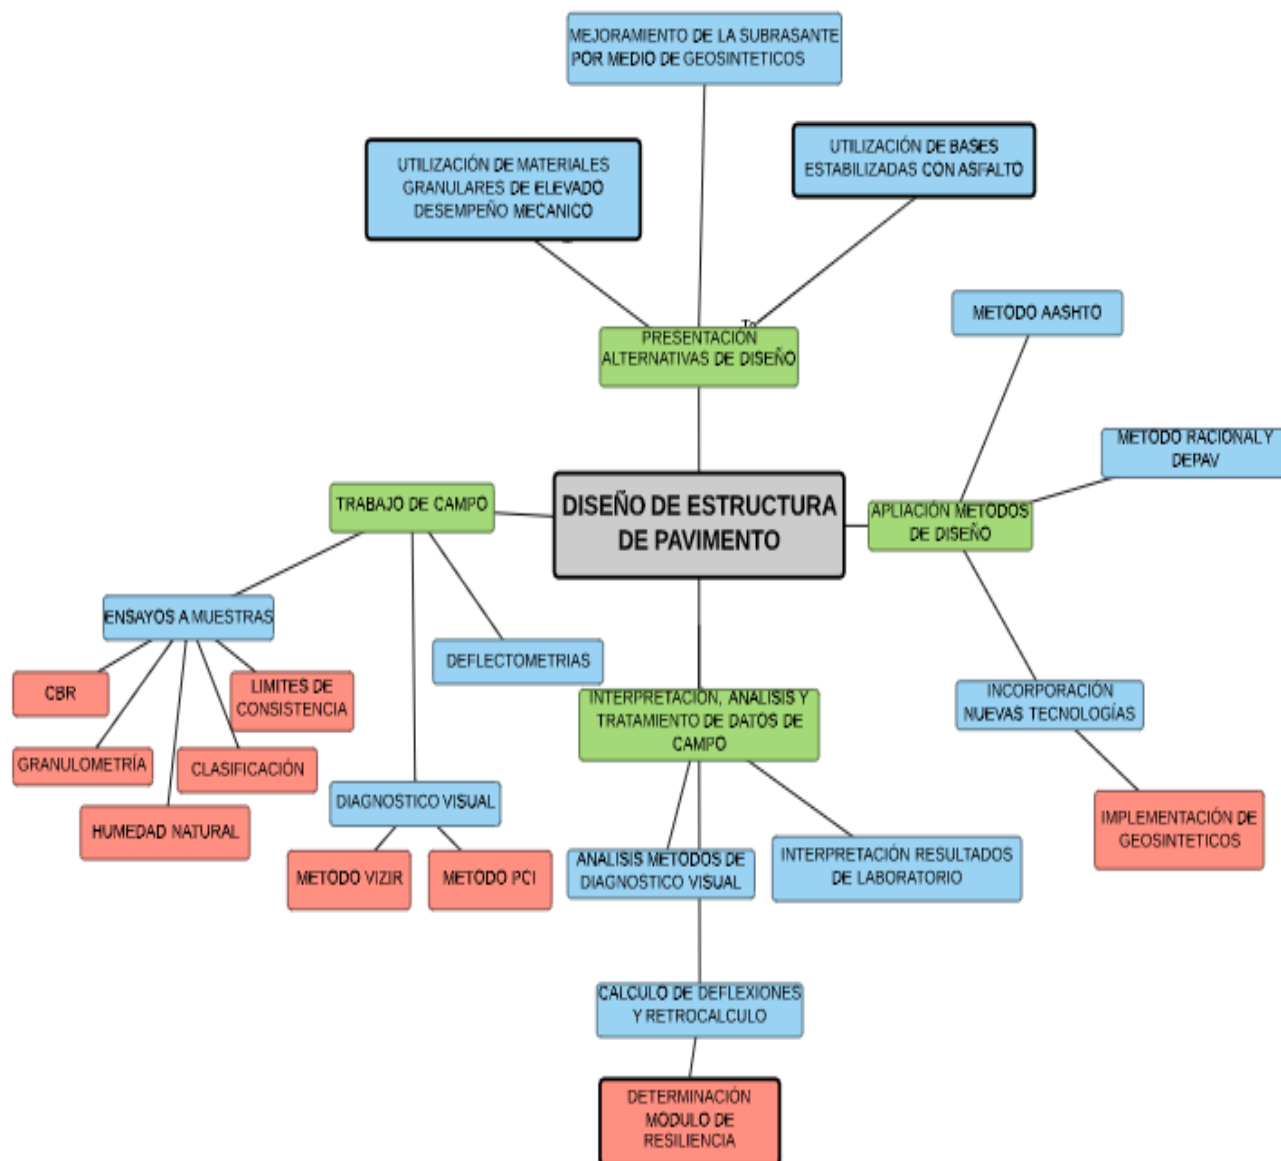 MEJORAMIENTO DE LA SUBRASANTE
POR MEDIO DE GEOSINTETICOS
UTILIZACIÓN DE MATERIALES
GRANULARES DE ELEVADO
DESEMPEÑO MECANICO
UTILIZACIÓN DE BASES
ESTABILIZADAS CON ASFALTO
To
PRESENTACIÓN
ALTERNATIVAS DE DISEÑO
METODO AASHTO
METODO RACIONAL Y
DEPAV
TRABAJO DE CAMPO
DISEÑO DE ESTRUCTURA
DE PAVIMENTO
APLIACIÓN METODOS
DE DISEÑO
ENSAYOS A MUESTRAS
DEFLECTOMETRIAS
CBR
LIMITES DE
CONSISTENCIA
GRANULOMETRÍA
CLASIFICACIÓN
HUMEDAD NATURAL
DIAGNOSTICO VISUAL
METODO VIZIR
METODO PCI
INTERPRETACIÓN, ANALISIS Y
TRATAMIENTO DE DATOS DE
CAMPO
INCORPORACIÓN
NUEVAS TECNOLOGÍAS
IMPLEMENTACIÓN DE
GEOSINTETICOS
ANALISIS METODOS DE
DIAGNOSTICO VISUAL
INTERPRETACIÓN RESULTADOS
DE LABORATORIO
CALCULO DE DEFLEXIONES
Y RETROCALCULO
DETERMINACIÓN
MÓDULO DE
RESILIENCIA